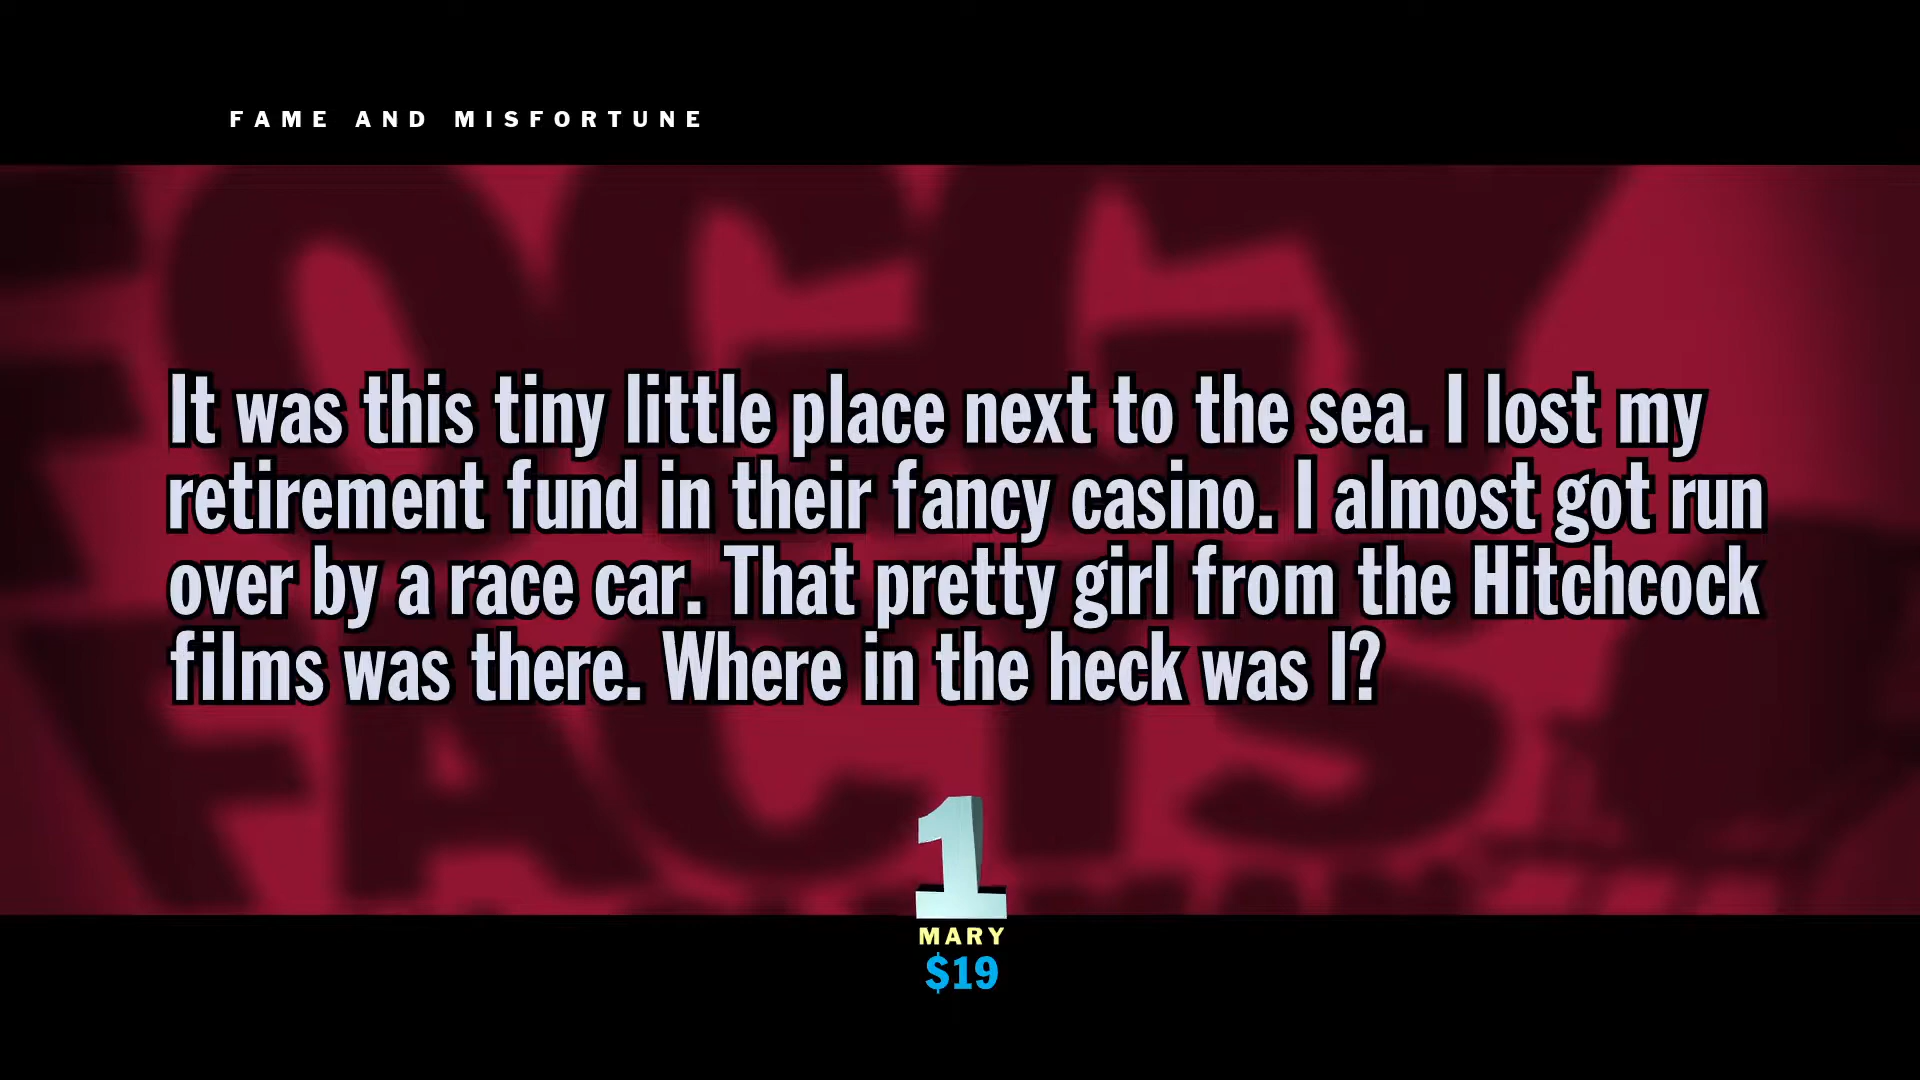 FAME AND MISFORTUNE
It was this tiny little place next to the sea. I lost my
retirement fund in their fancy casino. I almost got run
over by a race car. That pretty girl from the Hitchcock
films was there. Where in the heck was I?
1
MARY
$19